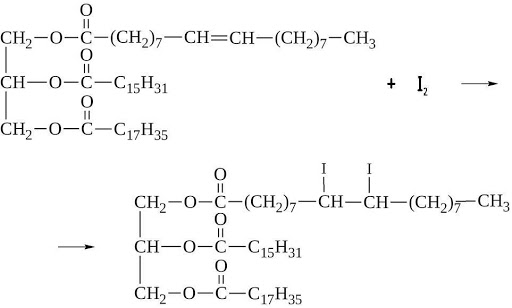 O
CH2—O—C—(CH2)7—CH=CH—(CH2)7—CH3
O
CH—O—C—C15H31
+ I2
O
CH2—O—C—C17H35
I I
O
CH2—O—C—(CH2)7—CH—CH—(CH2)7—CH3
O
CH—O—C—C15H31
O
CH2—O—C—C17H35